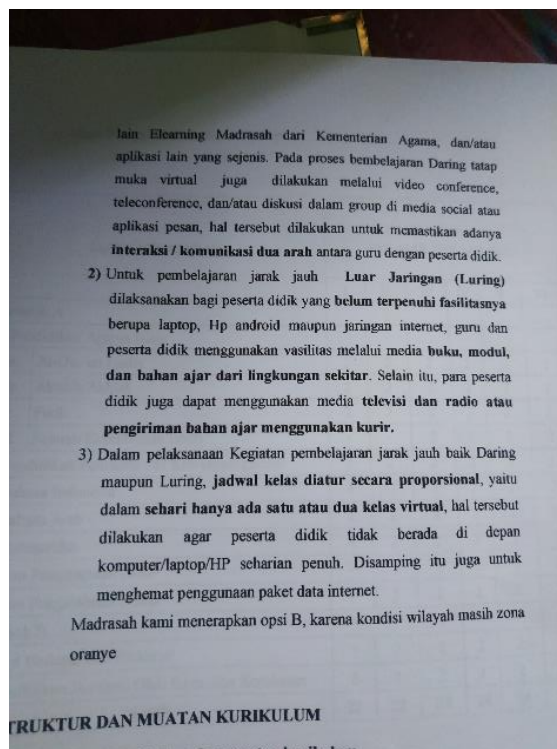 lain Elearning Madrasah dari Kementerian Agama, dan/atau
aplikasi lain yang sejenis. Pada proses bembelajaran Daring tatap
muka virtual juga dilakukan melalui video conference,
teleconference, dan/atau diskusi dalam group di media social atau
aplikasi pesan, hal tersebut dilakukan untuk memastikan adanya
interaksi / komunikasi dua arah antara guru dengan peserta didik.
2) Untuk pembelajaran jarak jauh Luar Jaringan (Luring)
dilaksanakan bagi peserta didik yang belum terpenuhi fasilitasnya
berupa laptop, Hp android maupun jaringan internet, guru dan
peserta didik menggunakan vasilitas melalui media buku, modul,
dan bahan ajar dari lingkungan sekitar. Selain itu, para peserta
didik juga dapat menggunakan media televisi dan radio atau
pengiriman bahan ajar menggunakan kurir.
3) Dalam pelaksanaan Kegiatan pembelajaran jarak jauh baik Daring
maupun Luring, jadwal kelas diatur secara proporsional, yaitu
dalam sehari hanya ada satu atau dua kelas virtual, hal tersebut
dilakukan agar peserta didik tidak berada di depan
komputer/laptop/HP seharian penuh. Disamping itu juga untuk
menghemat penggunaan paket data internet.
Madrasah kami menerapkan opsi B, karena kondisi wilayah masih zona
oranye
TRUKTUR DAN MUATAN KURIKULUM